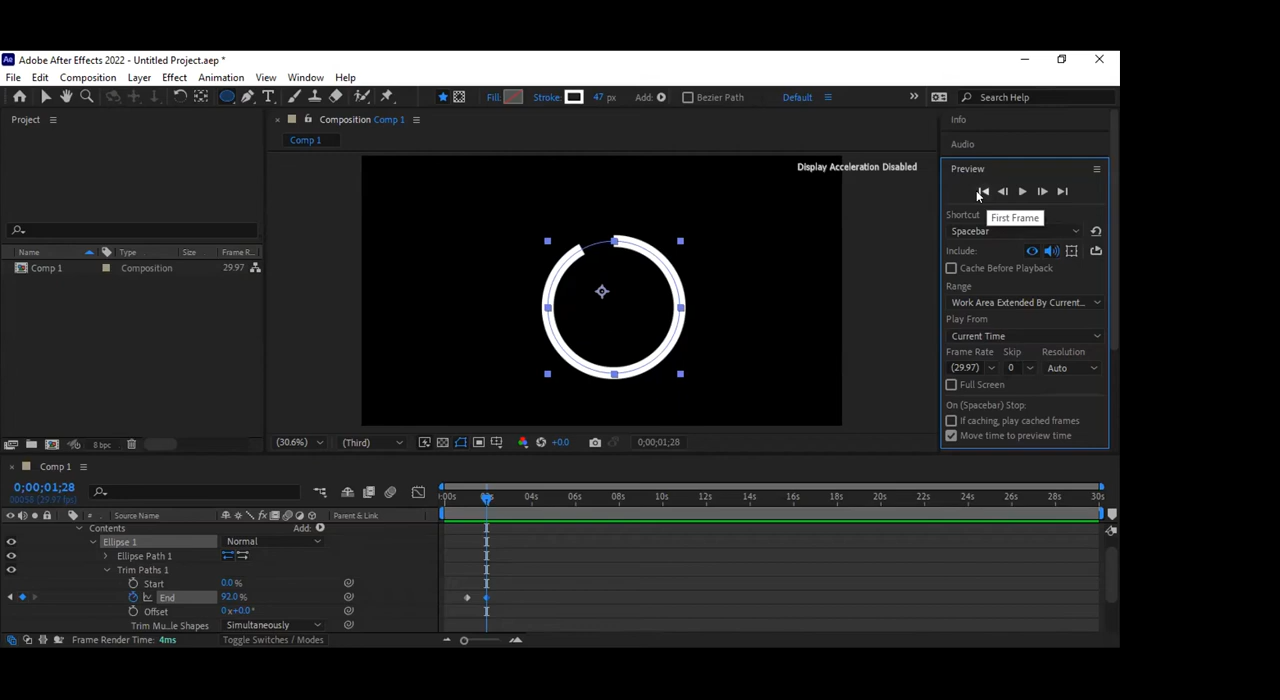 Ae Adobe After Effects 2022 - Untitled Project.aep *
File Edit Composition Layer Effect Animation View Window Help
Fill: Stroke: 47 px Add: Bezier Path Default Search Help
Project
Composition Comp 1
Comp 1
Display Acceleration Disabled
Info
Audio
Preview
First Frame
Shortcut
Spacebar
Include:
Cache Before Playback
Range
Work Area Extended By Current...
Play From
Current Time
Frame Rate Skip Resolution
(29.97) 0 Auto
Full Screen
On (Spacebar) Stop:
If caching, play cached frames
Move time to preview time
Name Type Size Frame R...
Comp 1 Composition 29.97
8 bpc
(30.6%) (Third) +0.0 0;00;01;28
Comp 1
0;00;01;28
00058 (29.97 fps)
:00s 04s 06s 08s 10s 12s 14s 16s 18s 20s 22s 24s 26s 28s 30s
# Source Name Parent & Link
Contents Add:
Ellipse 1 Normal
Ellipse Path 1
Trim Paths 1
Start 0.0 %
End 92.0 %
Offset 0 x+0.0°
Trim Mu...le Shapes Simultaneously
Frame Render Time: 4ms Toggle Switches / Modes